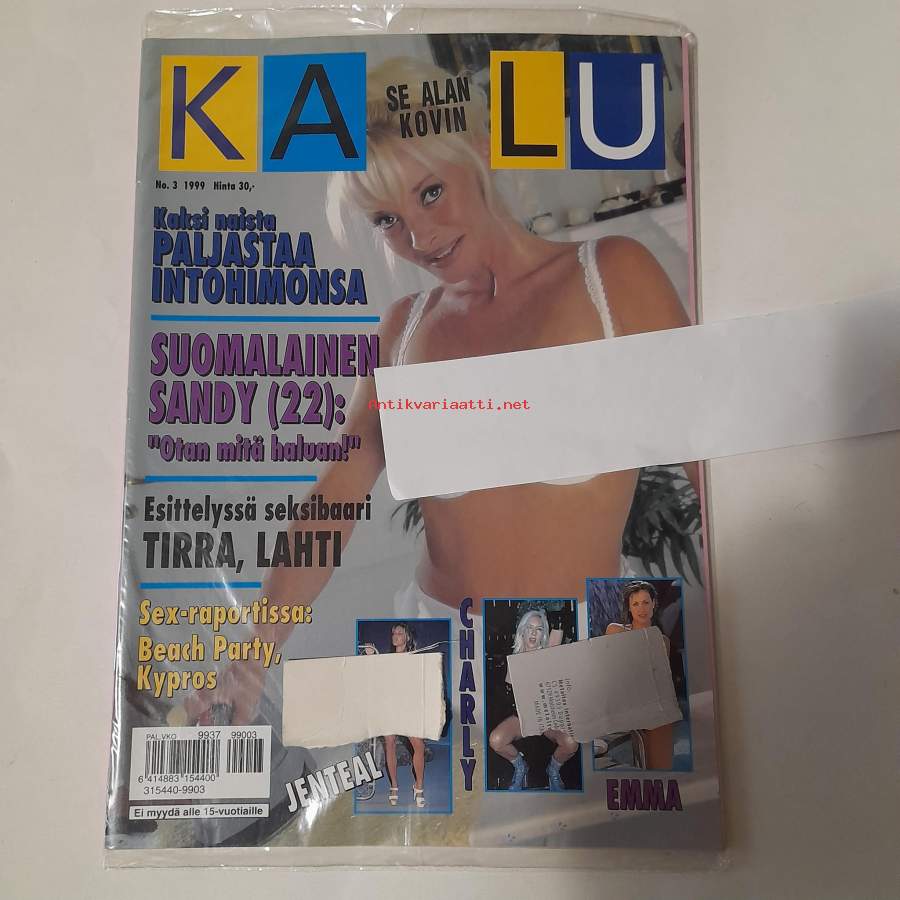 KALU
SE ALAN
KOVIN
No. 3 1999 Hinta 30,-
Kaksi naista
PALJASTAA
INTOHIMONSA
SUOMALAINEN
SANDY (22):
"Otan mitä haluan!"
Antikvariaatti.net
Esittelyssä seksibaari
TIRRA, LAHTI
Sex-raportissa:
Beach Party,
Kypros
CHARLY
JENTEAL
EMMA
PAL.VKO 9937 99003
6 414883 154400
315440-9903
Ei myydä alle 15-vuotiaille